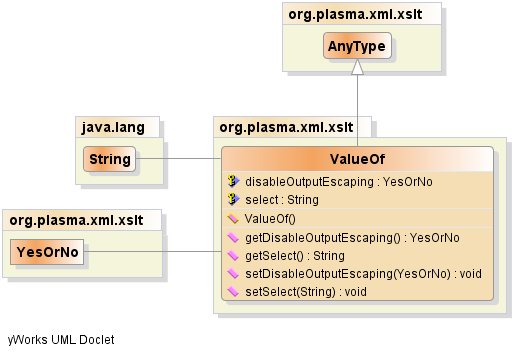 org.plasma.xml.xslt
AnyType
java.lang
String
org.plasma.xml.xslt
ValueOf
disableOutputEscaping : YesOrNo
select : String
ValueOf()
getDisableOutputEscaping() : YesOrNo
getSelect() : String
setDisableOutputEscaping(YesOrNo) : void
setSelect(String) : void
org.plasma.xml.xslt
YesOrNo
yWorks UML Doclet